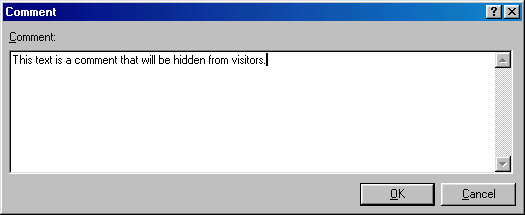 Comment
Comment:
This text is a comment that will be hidden from visitors.
OK
Cancel